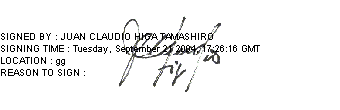 SIGNED BY : JUAN CLAUDIO HIGA TAMASHIRO
SIGNING TIME : Tuesday, September 21 2004, 17:26:16 GMT
LOCATION : gg
REASON TO SIGN :